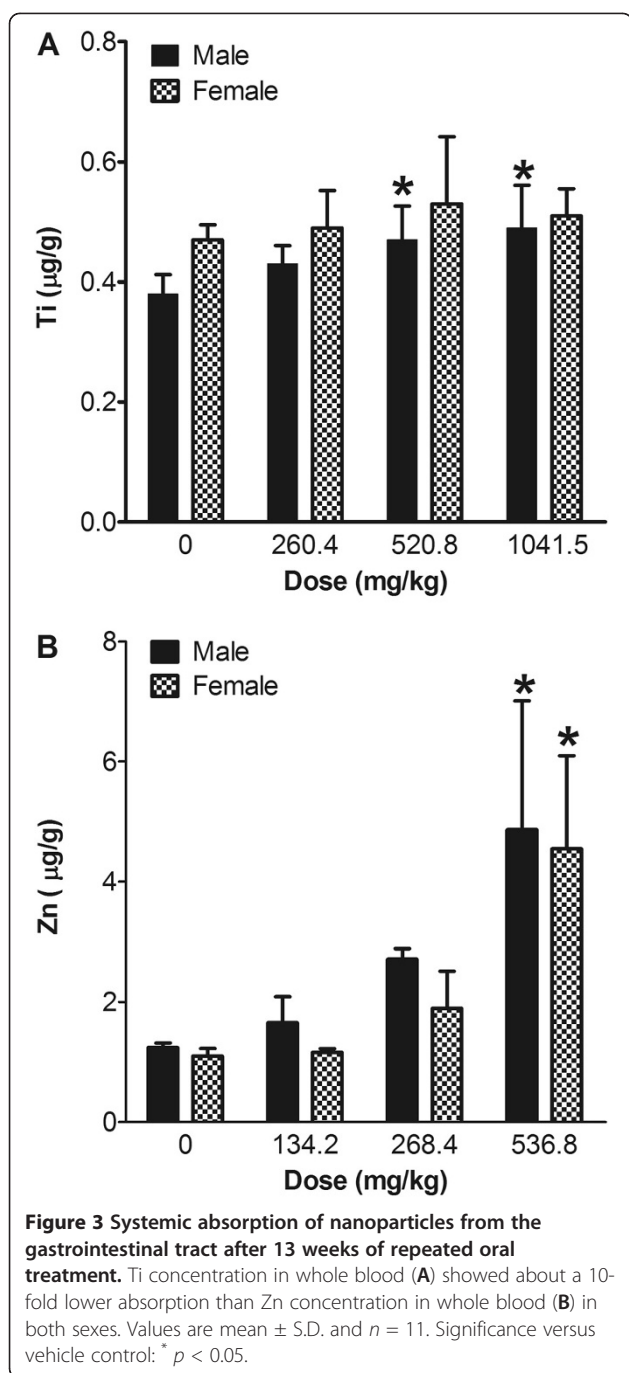 A
Male
Female
0.8
0.6
0.4
0.2
0.0
Ti (µg/g)
* *
0 260.4 520.8 1041.5
Dose (mg/kg)
B
Male
Female
8
6
4
2
0
Zn ( µg/g)
* *
0 134.2 268.4 536.8
Dose (mg/kg)
Figure 3 Systemic absorption of nanoparticles from the
gastrointestinal tract after 13 weeks of repeated oral
treatment. Ti concentration in whole blood (A) showed about a 10-
fold lower absorption than Zn concentration in whole blood (B) in
both sexes. Values are mean ± S.D. and n = 11. Significance versus
vehicle control: * p < 0.05.